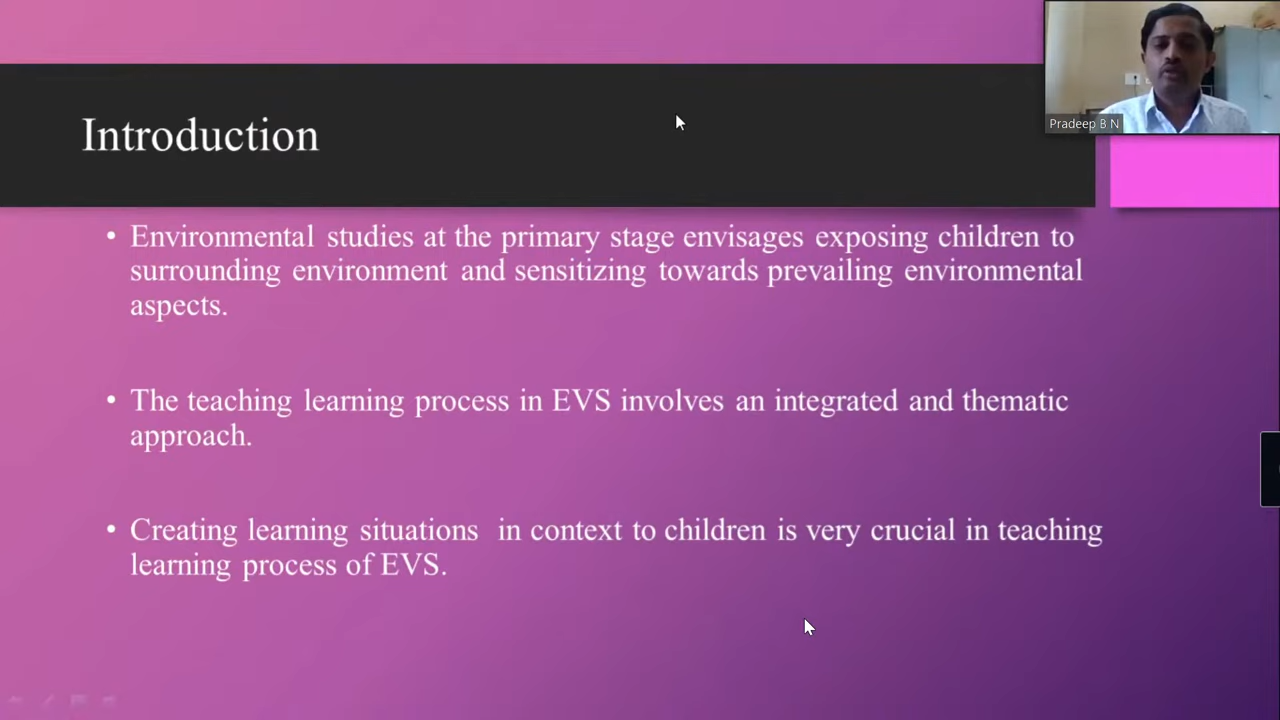 Introduction
Pradeep B N
• Environmental studies at the primary stage envisages exposing children to
surrounding environment and sensitizing towards prevailing environmental
aspects.
• The teaching learning process in EVS involves an integrated and thematic
approach.
• Creating learning situations in context to children is very crucial in teaching
learning process of EVS.